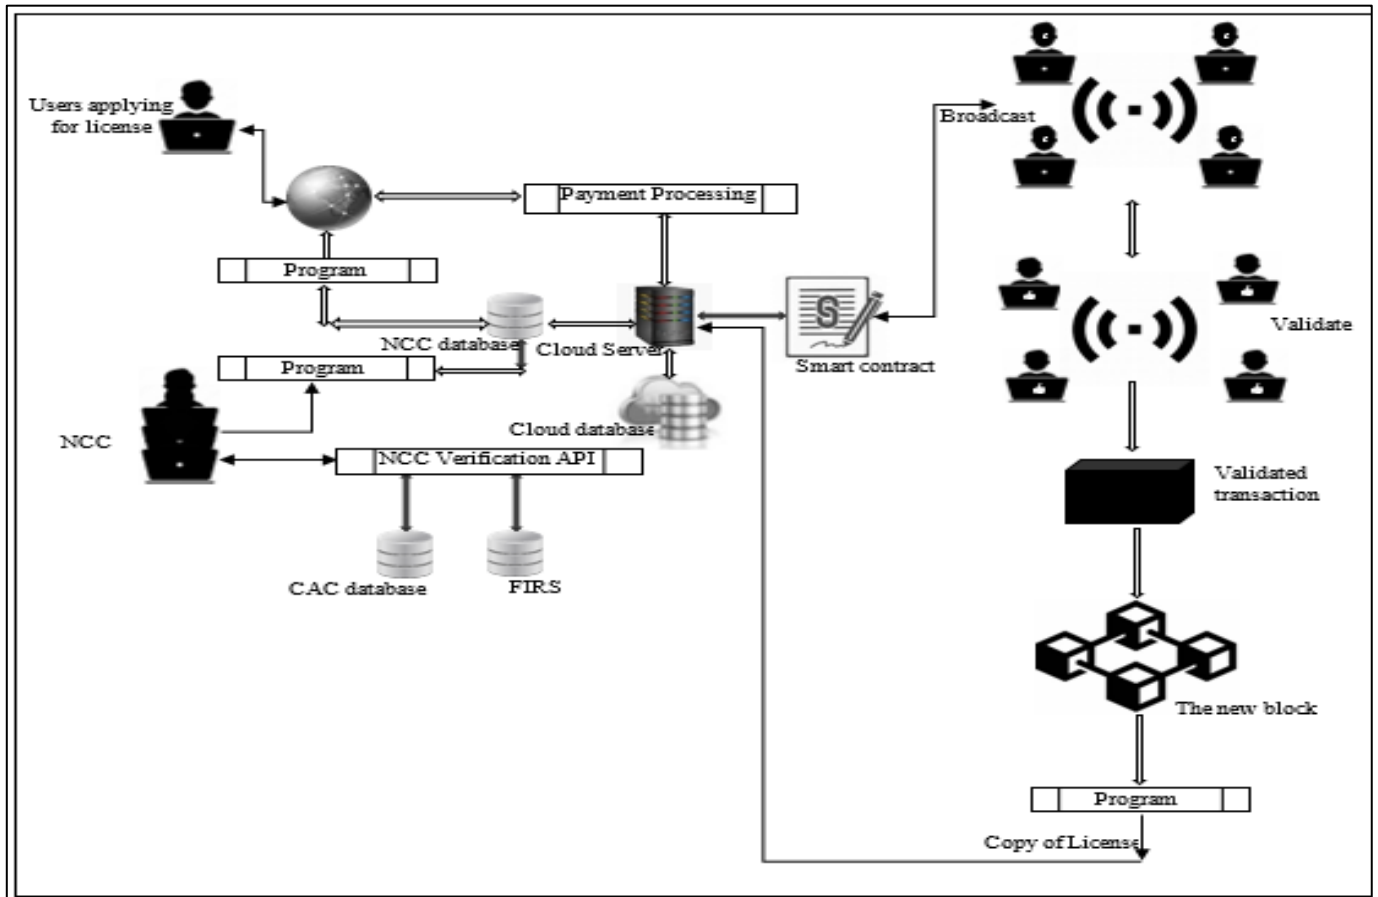 Users applying
for license
Broadcast
Payment Processing
Program
NCC database
Cloud Server
Smart contract
S
Validate
Program
NCC
Cloud database
NCC Verification API
Validated
transaction
CAC database
FIRS
The new block
Program
Copy of License